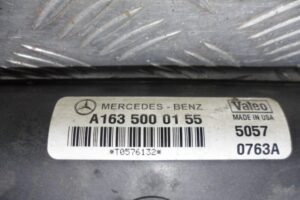 MERCEDES - BENZ
A163 500 01 55
*T0576132*
Valeo
MADE IN USA
5057
0763A